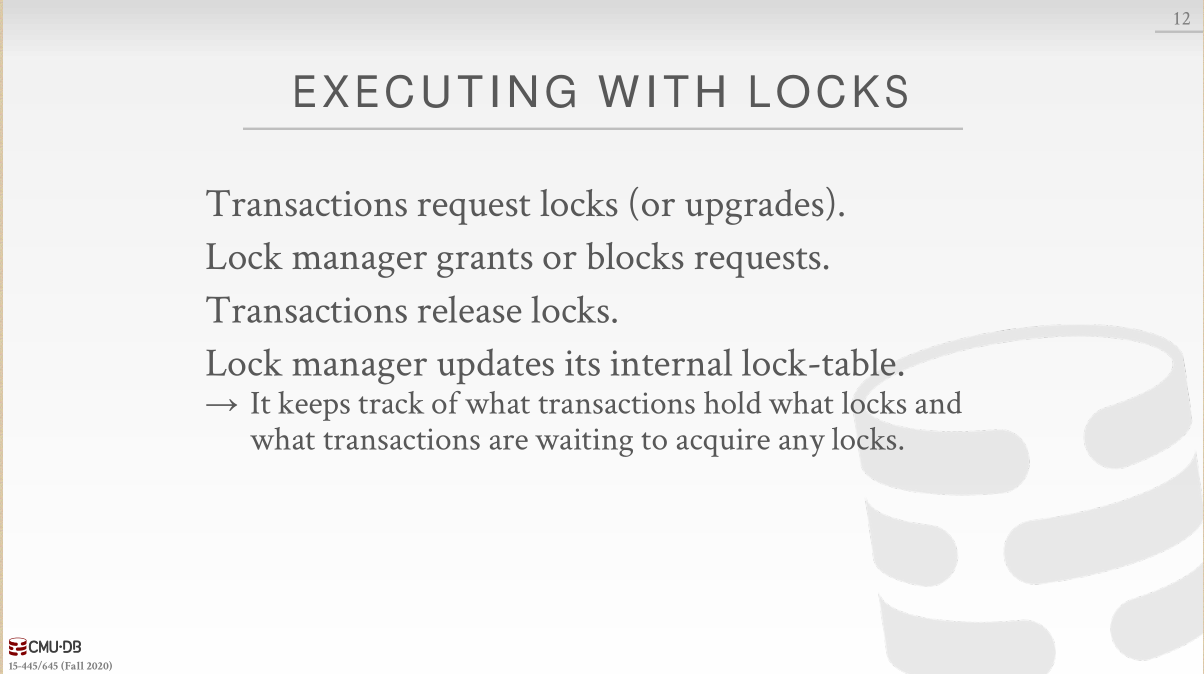 12
EXECUTING WITH LOCKS
Transactions request locks (or upgrades).
Lock manager grants or blocks requests.
Transactions release locks.
Lock manager updates its internal lock-table.
→ It keeps track of what transactions hold what locks and
what transactions are waiting to acquire any locks.
CMU·DB
15-445/645 (Fall 2020)